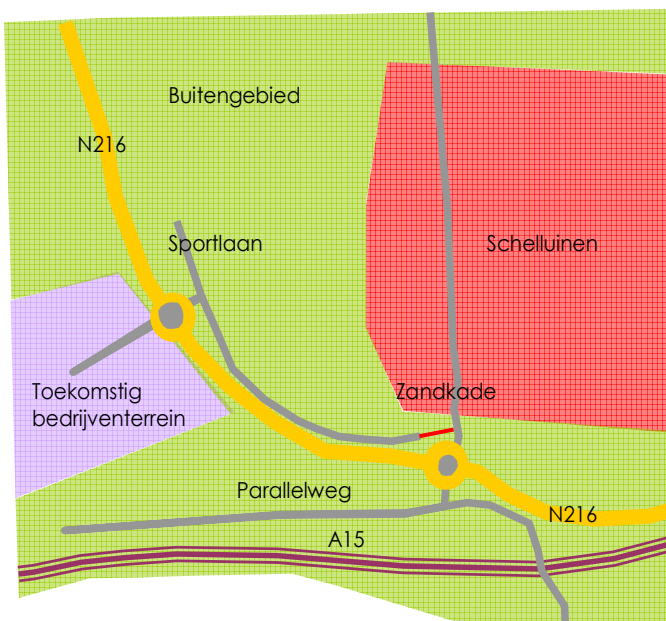 Buitengebied
N216
Sportlaan
Schelluinen
Toekomstig
bedrijventerrein
Zandkade
Parallelweg
N216
A15